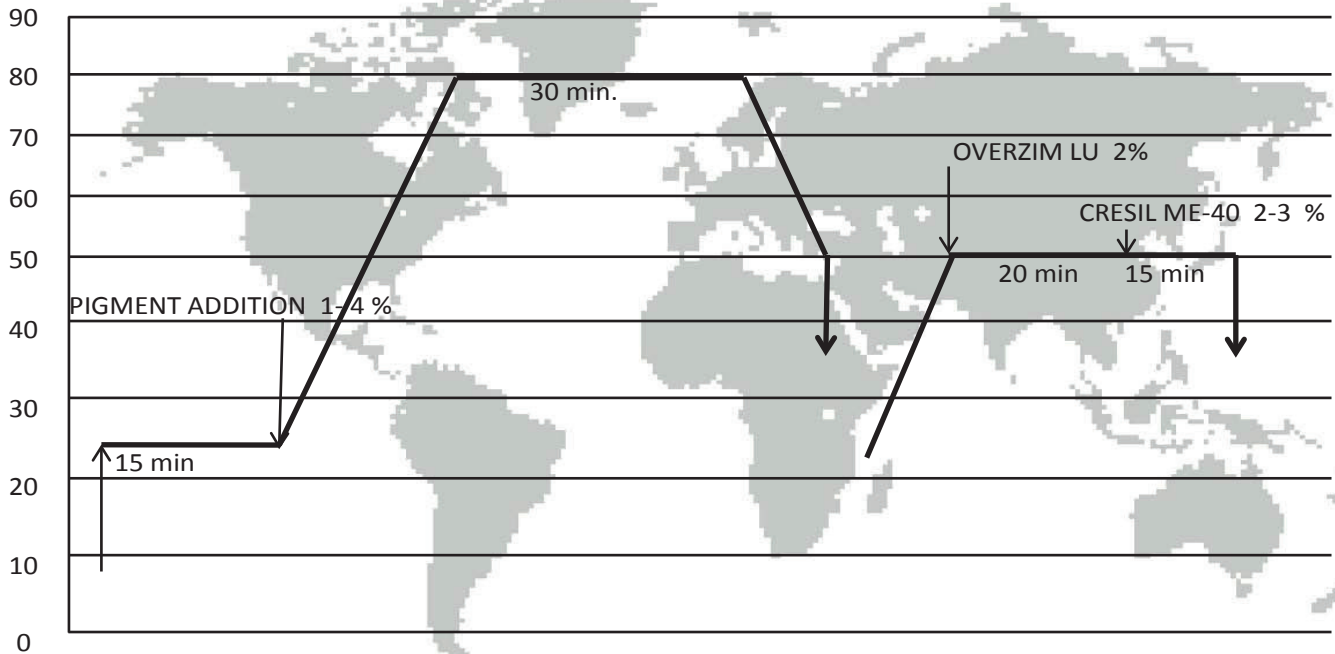 90
80
30 min.
70
OVERZIM LU 2%
60
CRESIL ME-40 2-3 %
50
20 min
15 min
PIGMENT ADDITION 1-4 %
40
30
15 min
20
10
0